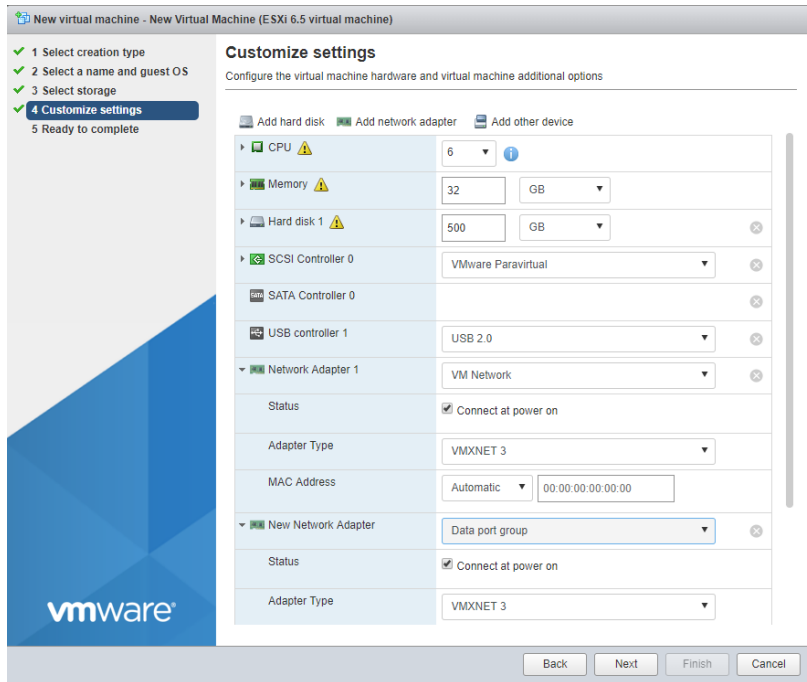 New virtual machine - New Virtual Machine (ESXi 6.5 virtual machine)
1 Select creation type
2 Select a name and guest OS
3 Select storage
4 Customize settings
5 Ready to complete
Customize settings
Configure the virtual machine hardware and virtual machine additional options
Add hard disk Add network adapter Add other device
CPU 6
Memory 32 GB
Hard disk 1 500 GB
SCSI Controller 0 VMware Paravirtual
SATA SATA Controller 0
USB controller 1 USB 2.0
Network Adapter 1 VM Network
Status Connect at power on
Adapter Type VMXNET 3
MAC Address Automatic 00:00:00:00:00:00
New Network Adapter Data port group
Status Connect at power on
Adapter Type VMXNET 3
vmware®
Back Next Finish Cancel